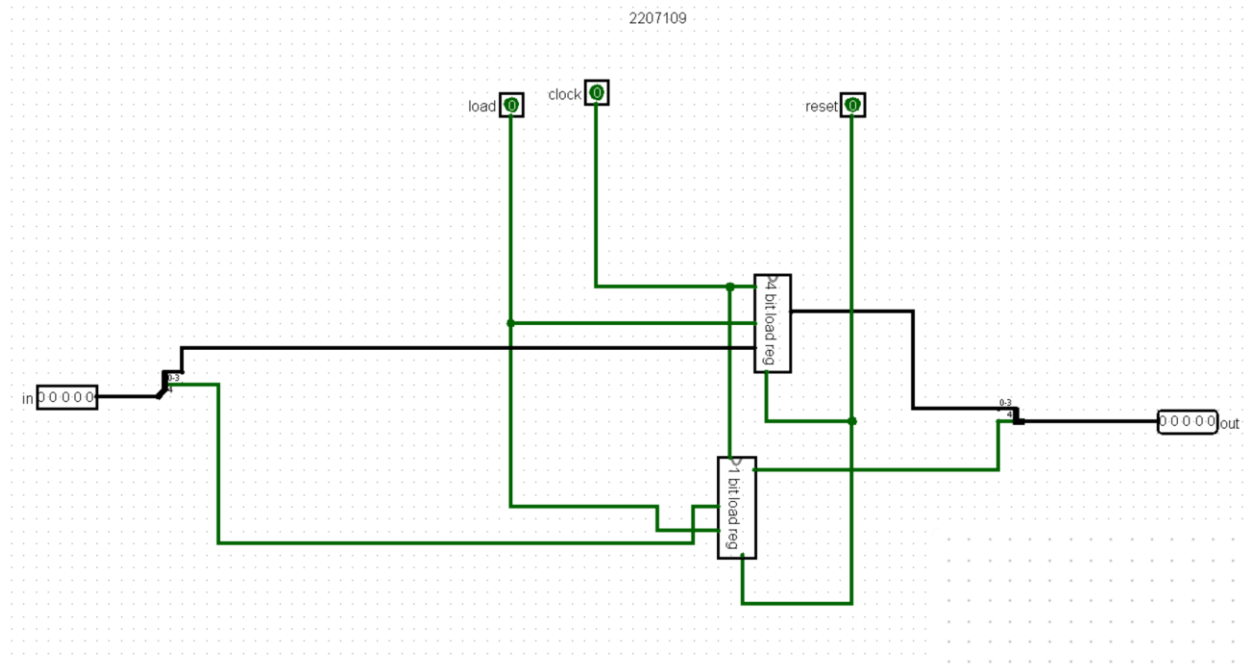 2207109
clock
load 0
0
reset 0
4 bit load reg
0-3
4
in 0 0 0 0 0
0-3
4
0 0 0 0 0 out
1 bit load reg